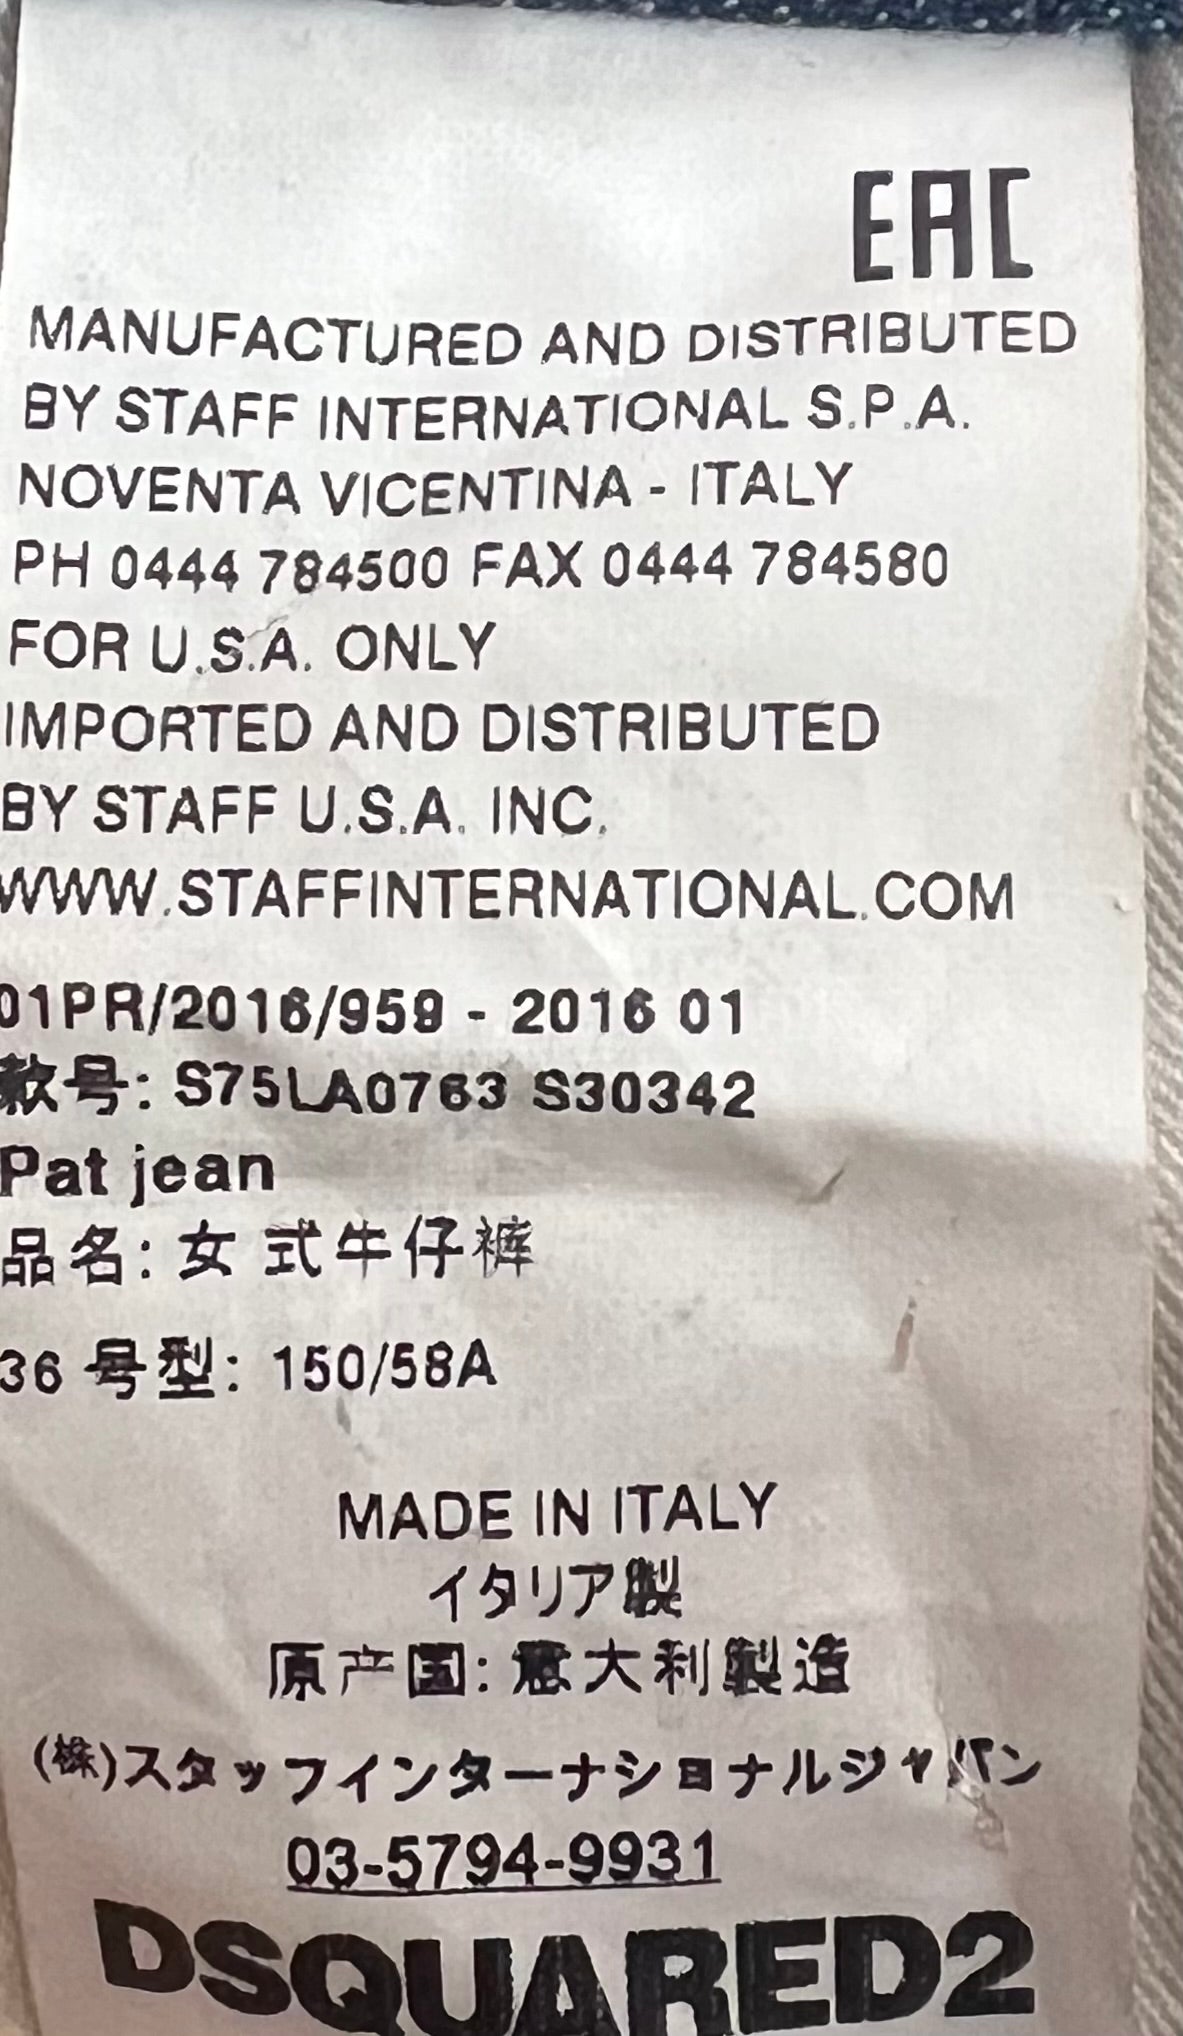 EAC
MANUFACTURED AND DISTRIBUTED
BY STAFF INTERNATIONAL S.P.A.
NOVENTA VICENTINA - ITALY
PH 0444 784500 FAX 0444 784580
FOR U.S.A. ONLY
IMPORTED AND DISTRIBUTED
BY STAFF U.S.A. INC.
WWW.STAFFINTERNATIONAL.COM
01PR/2016/959 - 2016 01
款号: S75LA0763 S30342
Pat jean
品名: 女 式牛仔裤
36 号型: 150/58A
MADE IN ITALY
イタリア製
原产国: 意大利製造
(株)スタッフインターナショナルジャパン
03-5794-9931
DSQUARED2